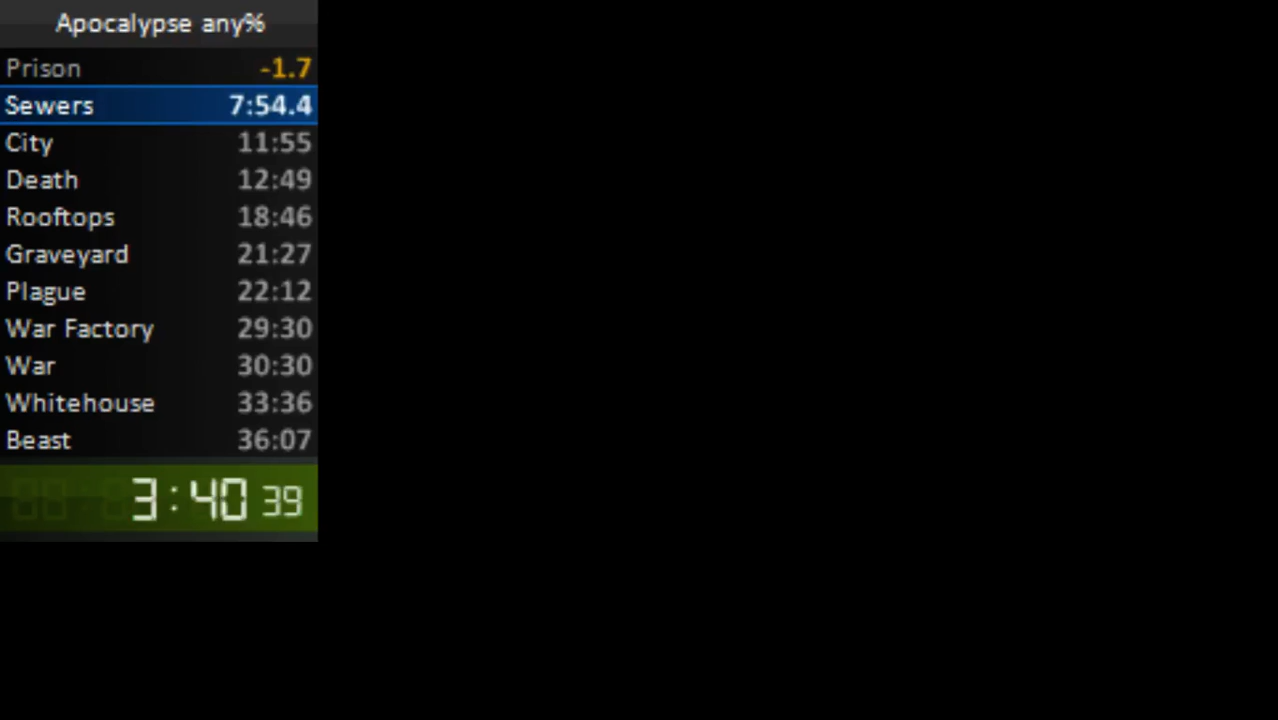 Apocalypse any%
Prison -1.7
Sewers 7:54.4
City 11:55
Death 12:49
Rooftops 18:46
Graveyard 21:27
Plague 22:12
War Factory 29:30
War 30:30
Whitehouse 33:36
Beast 36:07
3:40 39